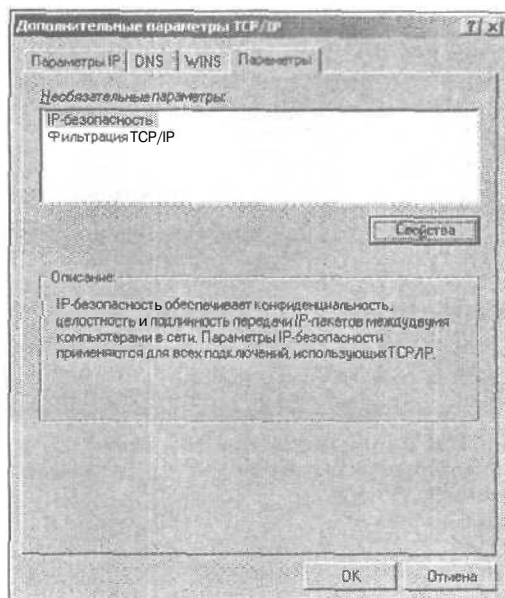 Дополнительные параметры TCP/IP
Параметры IP DNS WINS Параметры
Необязательные параметры:
IP-безопасность
Фильтрация TCP/IP
Свойства
Описание:
IP-безопасность обеспечивает конфиденциальность,
целостность и подлинность передачи IP-пакетов между двумя
компьютерами в сети. Параметры IP-безопасности
применяются для всех подключений, использующих TCP/IP.
OK Отмена